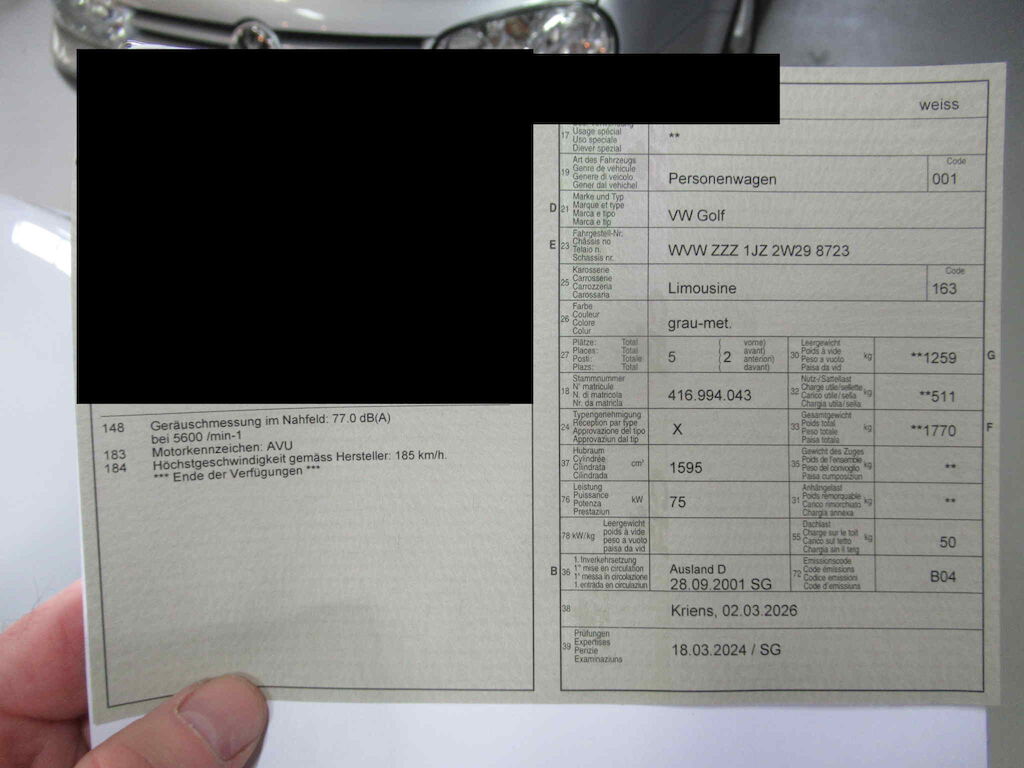 148 Geräuschmessung im Nahfeld: 77.0 dB(A)
bei 5600 /min-1
183 Motorkennzeichen: AVU
184 Höchstgeschwindigkeit gemäss Hersteller: 185 km/h.
*** Ende der Verfügungen ***
weiss
17 Usage spécial **
Uso speciale
Diever spezial
19 Art des Fahrzeugs Code
Genre de véhicule
Genere di veicolo Personenwagen 001
Gener dal vehichel
D 21 Marke und Typ
Marque et type
Marca e tipo VW Golf
Marca e tip
E 23 Fahrgestell-Nr.
Châssis no
Telaio n. WVW ZZZ 1JZ 2W29 8723
Schassis nr.
25 Karosserie Code
Carrosserie
Carrozzeria Limousine 163
Carossaria
26 Farbe
Couleur
Colore grau-met.
Colur
27 Plätze: Total ( vorne) 30 Leergewicht G
Places: Total avant) Poids à vide kg
Posti: Totale 5 2 anteriori) Peso a vuoto **1259
Plazs: Total ( davant) Paisa da vid
18 Stammnummer 32 Nutz-/Sattellast
N° matricule Charge utile/sellette kg
N. di matricola 416.994.043 Carico utile/sella **511
Nr. da matricla Chargia utila/sella
24 Typengenehmigung 33 Gesamtgewicht F
Réception par type Poids total kg
Approvazione del tipo X Peso totale **1770
Approvaziun dal tip Paisa totala
37 Hubraum 35 Gewicht des Zuges
Cylindrée cm³ Poids de l'ensemble kg
Cilindrata 1595 Peso del convoglio **
Cilindrada Paisa cumposiziun
76 Leistung 31 Anhängelast
Puissance kW Poids remorquable kg
Potenza 75 Carico rimorchiato **
Prestaziun Chargia annexa
78 kW/kg Leergewicht 55 Dachlast
poids à vide Charge sur le toit kg
peso a vuoto Carico sul tetto 50
paisa da vid Chargia sin il tetg
B 36 1. Inverkehrsetzung 72 Emissionscode
1re mise en circulation Ausland D Code émissions
1a messa in circolazione Codice emissioni B04
1. entrada en circulaziun 28.09.2001 SG Code d'emissiuns
38 Kriens, 02.03.2026
39 Prüfungen
Expertises
Perizie 18.03.2024 / SG
Examinaziuns